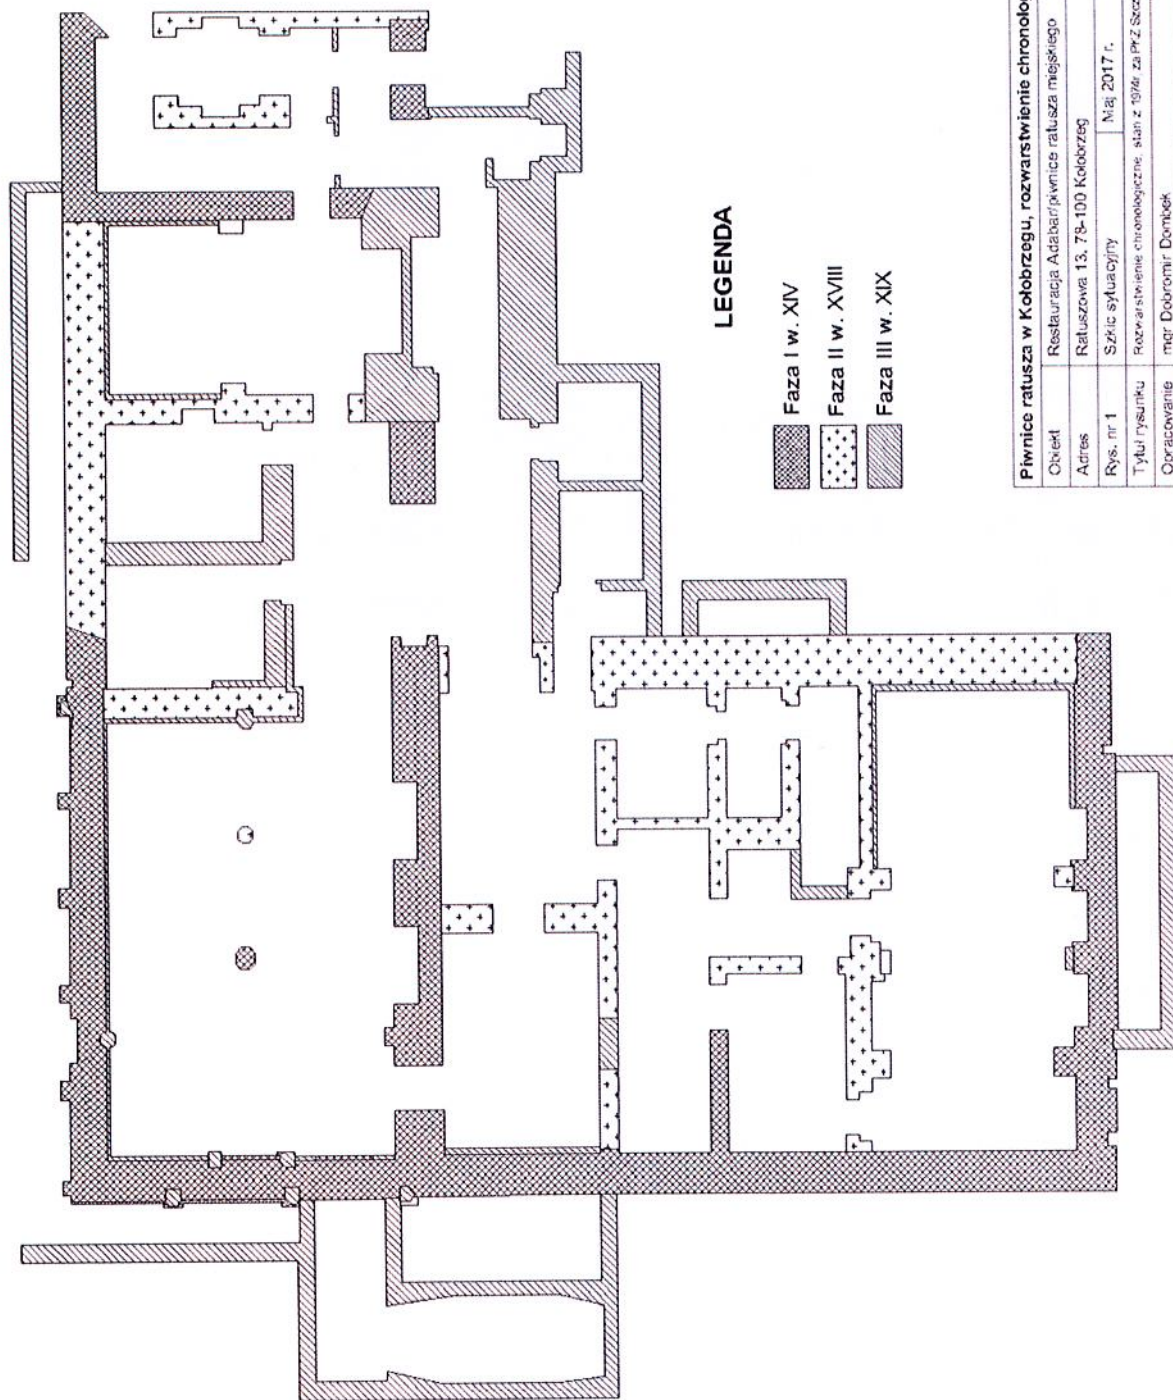 LEGENDA
Faza I w. XIV
Faza II w. XVIII
Faza III w. XIX
Piwnice ratusza w Kołobrzegu, rozwarstwienie
Obiekt Restauracja Adabar/piwnice ratusza miejskiego
Adres Ratuszowa 13, 78-100 Kołobrzeg
Rys. nr 1 Szkic sytuacyjny Maj 2017 r.
Tytuł rysunku Rozwarstwienie chronologiczne, stan z 1974r. za PKZ
Opracowanie mgr Dobromir Dombek